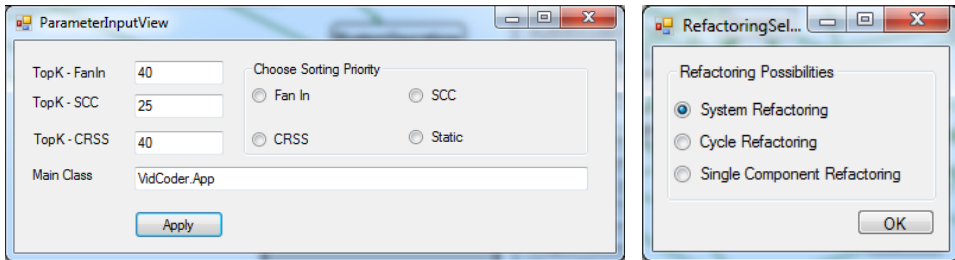 ParameterInputView
TopK - FanIn 40
Choose Sorting Priority
Fan In SCC
TopK - SCC 25
TopK - CRSS 40
CRSS Static
Main Class VidCoder.App
Apply
RefactoringSel...
Refactoring Possibilities
System Refactoring
Cycle Refactoring
Single Component Refactoring
OK